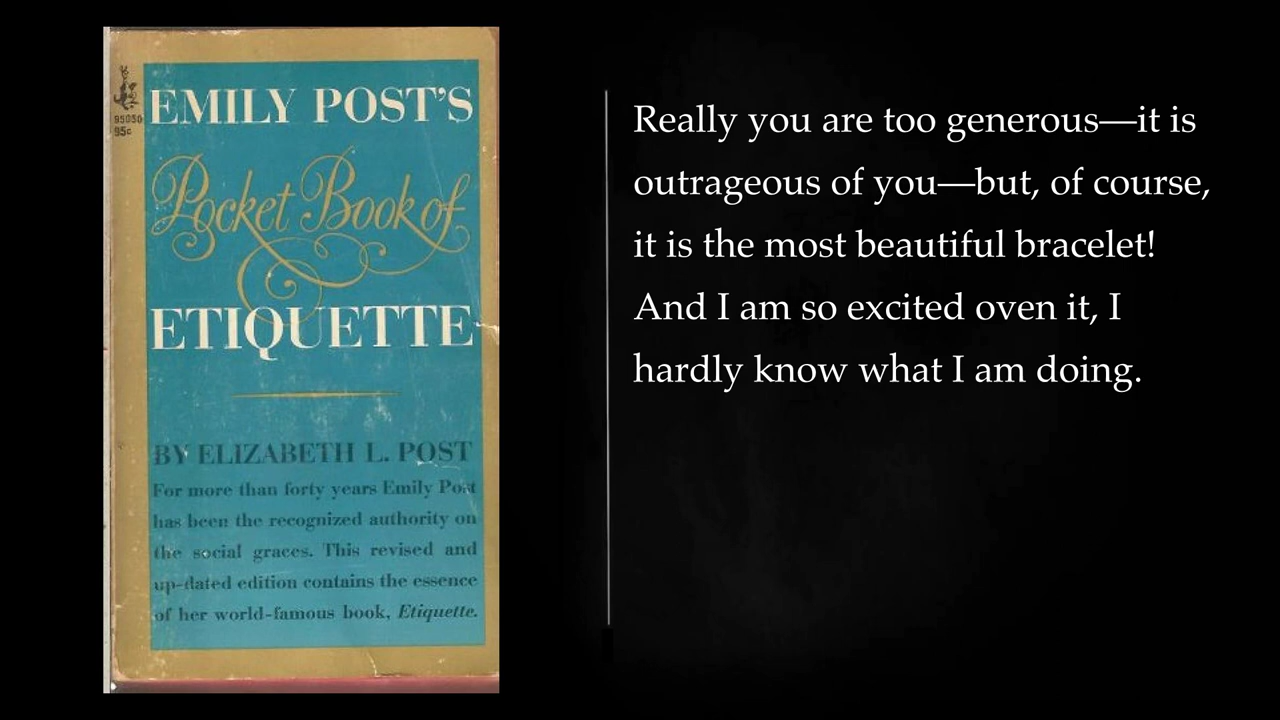 EMILY POST'S
Pocket Book of
ETIQUETTE
95050
95c
BY ELIZABETH L. POST
For more than forty years Emily Post
has been the recognized authority on
the social graces. This revised and
up-dated edition contains the essence
of her world-famous book, Etiquette.
Really you are too generous—it is
outrageous of you—but, of course,
it is the most beautiful bracelet!
And I am so excited oven it, I
hardly know what I am doing.